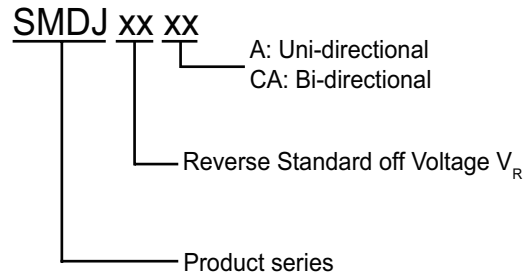 SMDJ xx xx
A: Uni-directional
CA: Bi-directional
Reverse Standard off Voltage VR
Product series